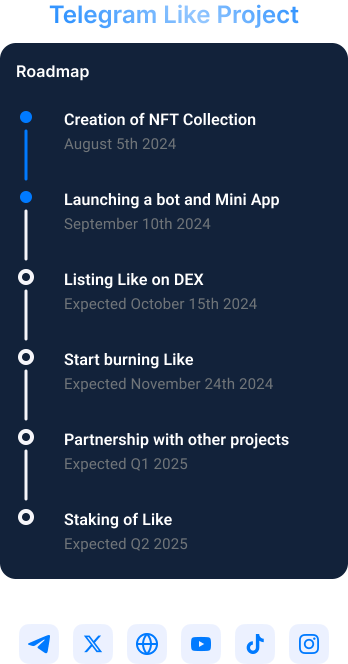 Telegram Like Project
Roadmap
Creation of NFT Collection
August 5th 2024
Launching a bot and Mini App
September 10th 2024
Listing Like on DEX
Expected October 15th 2024
Start burning Like
Expected November 24th 2024
Partnership with other projects
Expected Q1 2025
Staking of Like
Expected Q2 2025